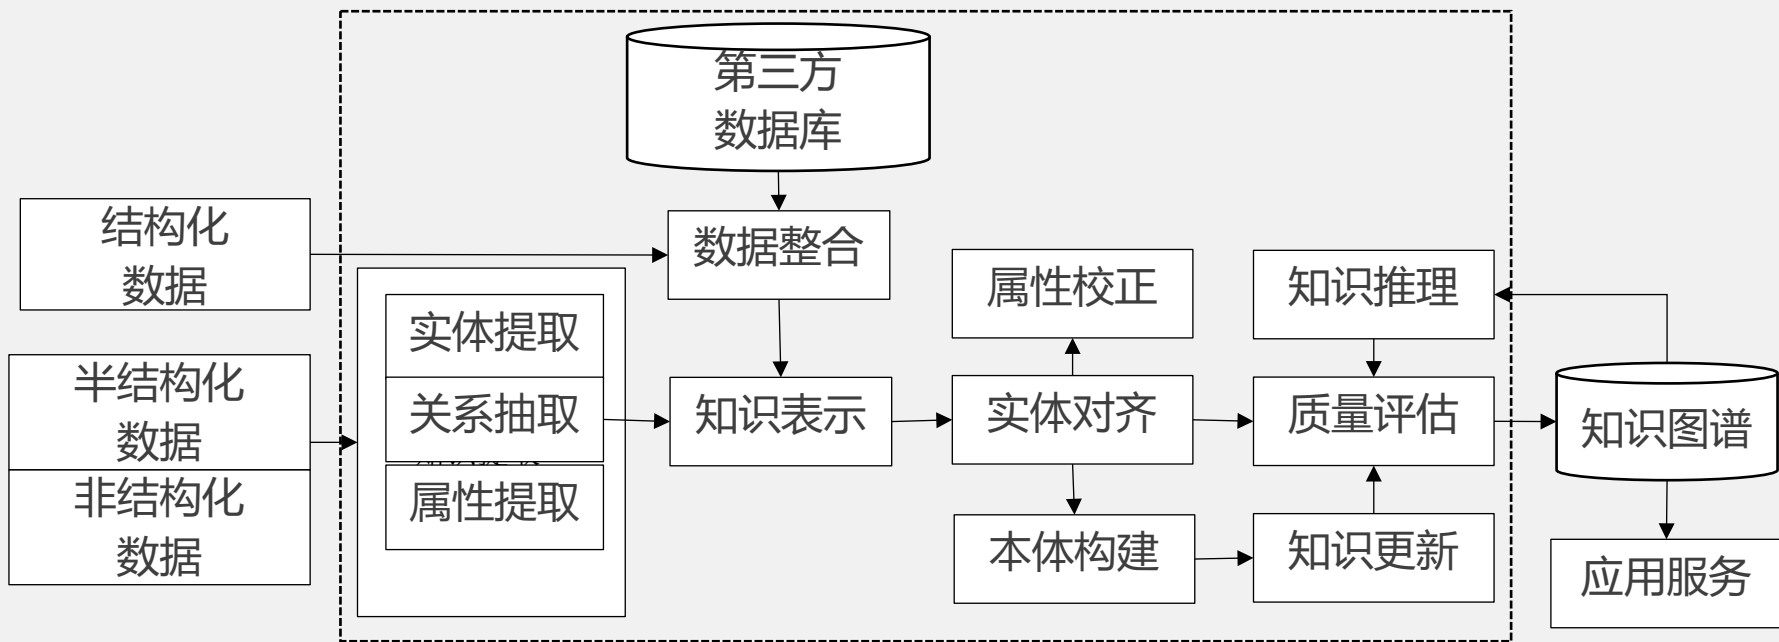 第三方
数据库
结构化
数据
数据整合
属性校正
知识推理
实体提取
半结构化
数据
关系抽取
知识表示
实体对齐
质量评估
知识图谱
非结构化
数据
属性提取
本体构建
知识更新
应用服务